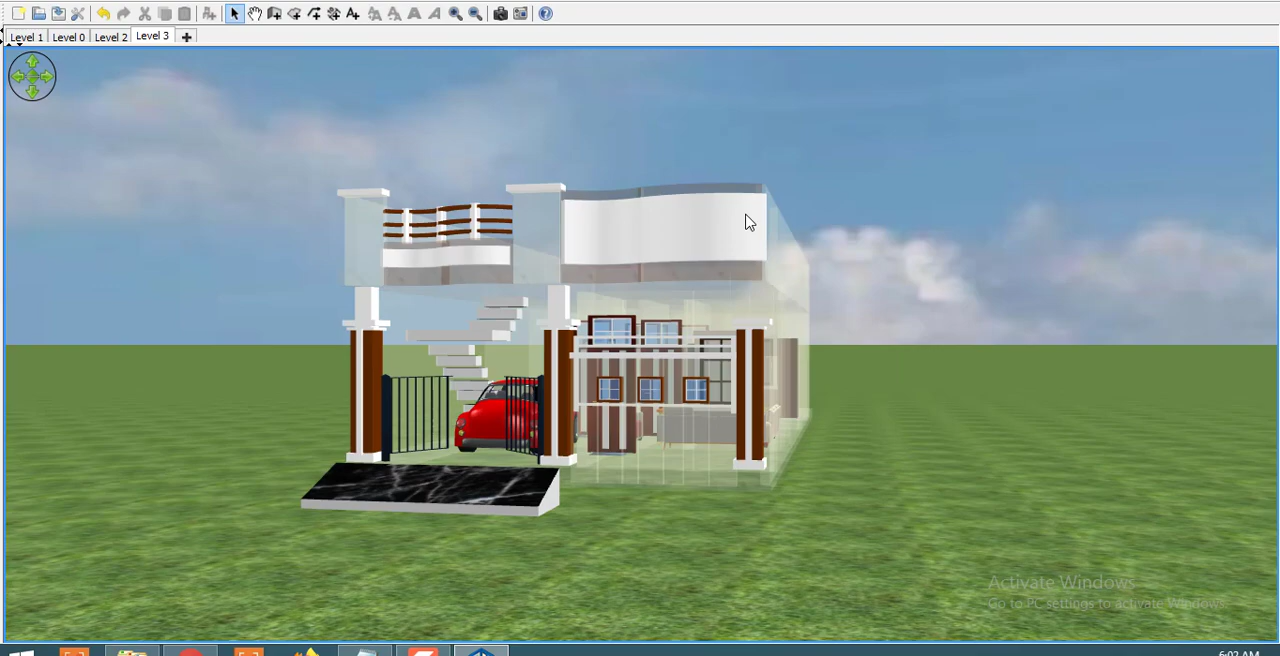 Level 1 Level 0 Level 2 Level 3
Activate Windows
Go to PC settings to activate Windows.
6:02 AM